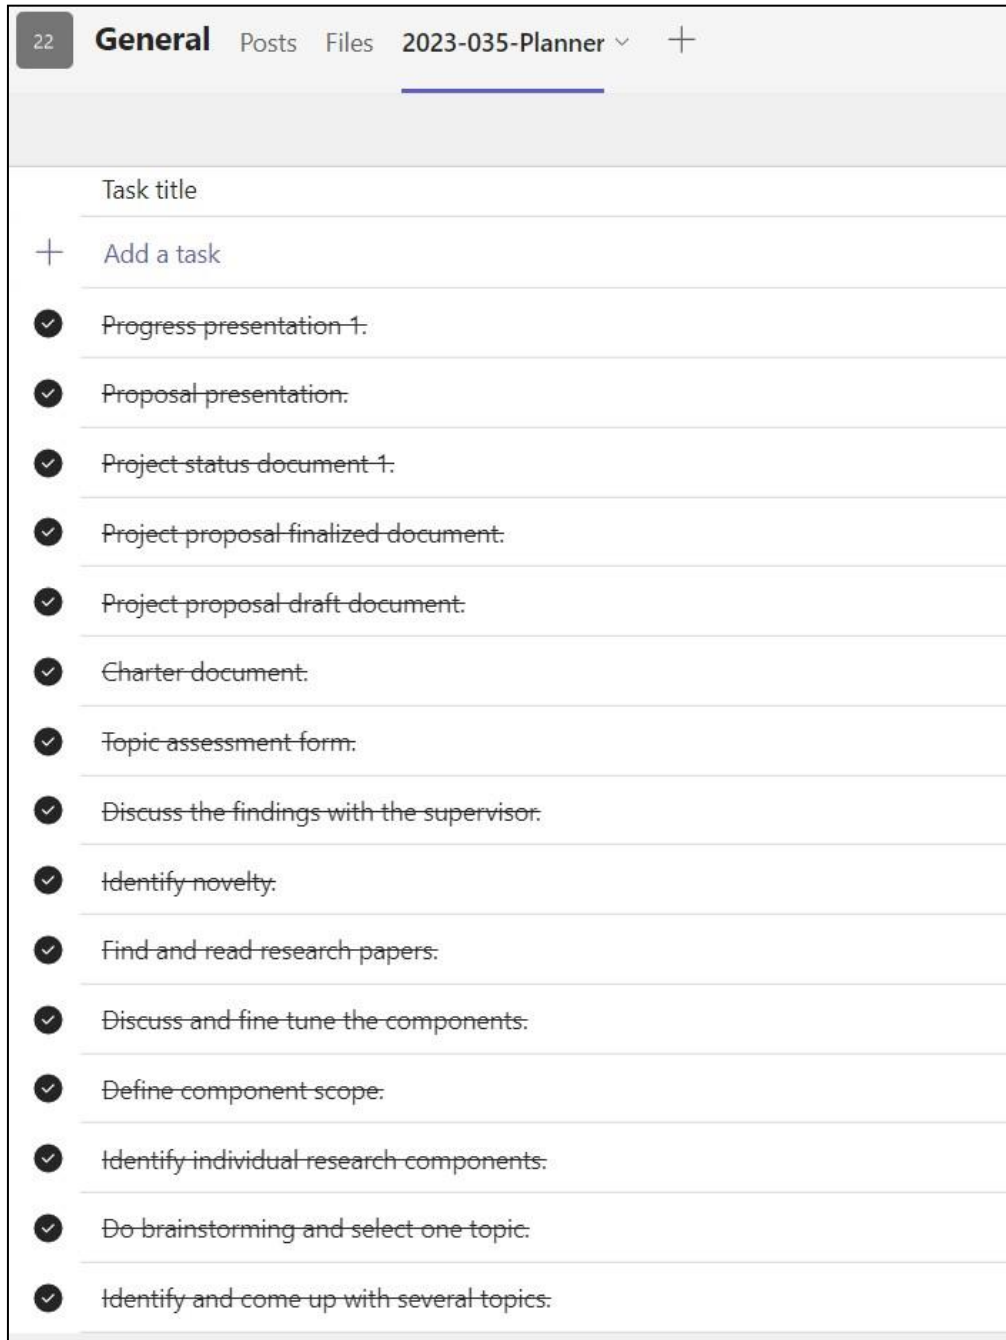 22 General Posts Files 2023-035-Planner
Task title
Add a task
Progress presentation 1.
Proposal presentation.
Project status document 1.
Project proposal finalized document.
Project proposal draft document.
Charter document.
Topic assessment form.
Discuss the findings with the supervisor.
Identify novelty.
Find and read research papers.
Discuss and fine tune the components.
Define component scope.
Identify individual research components.
Do brainstorming and select one topic.
Identify and come up with several topics.